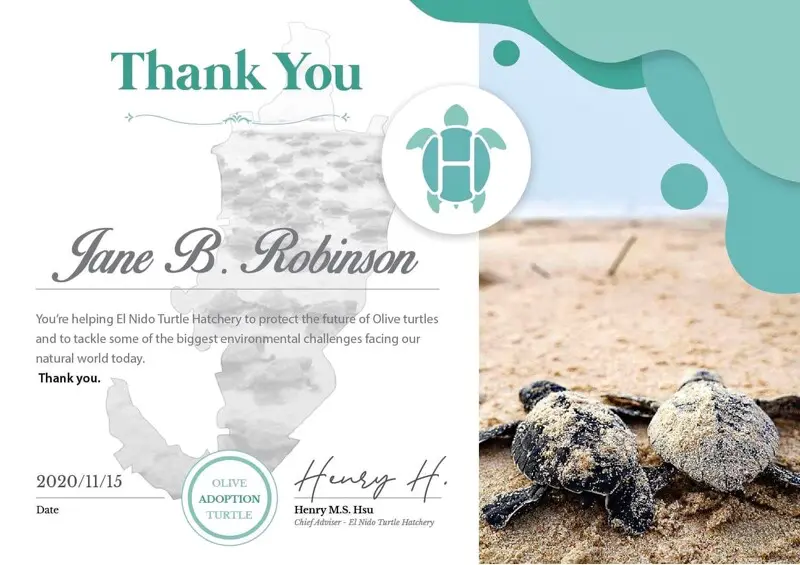 Thank You
Jane B. Robinson
You're helping El Nido Turtle Hatchery to protect the future of Olive turtles
and to tackle some of the biggest environmental challenges facing our
natural world today.
Thank you.
2020/11/15
Date
OLIVE
ADOPTION
TURTLE
Henry H.
Henry M.S. Hsu
Chief Adviser - El Nido Turtle Hatchery